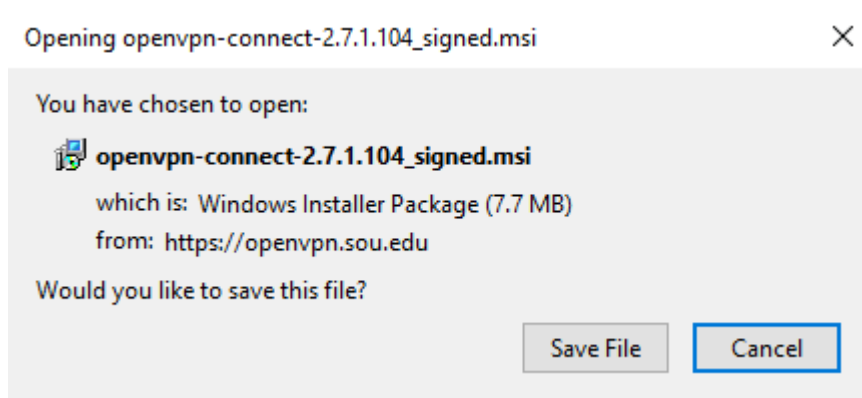 Opening openvpn-connect-2.7.1.104_signed.msi
You have chosen to open:
openvpn-connect-2.7.1.104_signed.msi
which is: Windows Installer Package (7.7 MB)
from: https://openvpn.sou.edu
Would you like to save this file?
Save File Cancel